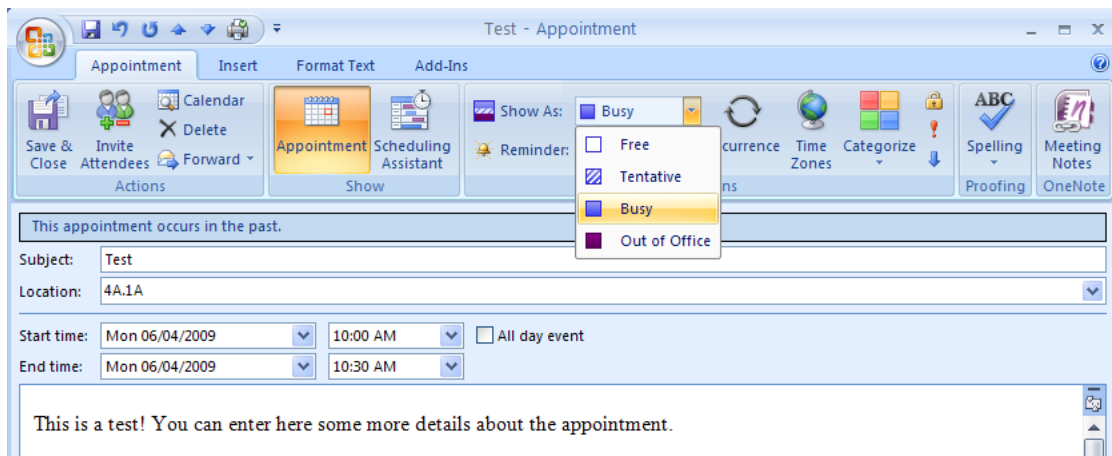 Test - Appointment
Appointment Insert Format Text Add-Ins
Save & Close
Invite Attendees
Calendar
Delete
Forward
Actions
Appointment
Scheduling Assistant
Show
Show As: Busy
Reminder:
Free
Tentative
Busy
Out of Office
currence
Time Zones
Categorize
ns
ABC
Spelling
Proofing
Meeting Notes
OneNote
This appointment occurs in the past.
Subject: Test
Location: 4A.1A
Start time: Mon 06/04/2009 10:00 AM All day event
End time: Mon 06/04/2009 10:30 AM
This is a test! You can enter here some more details about the appointment.